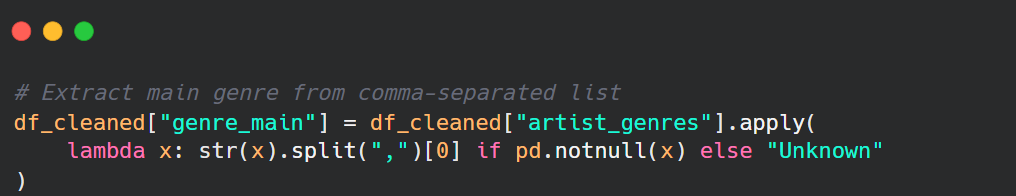 # Extract main genre from comma-separated list
df_cleaned["genre_main"] = df_cleaned["artist_genres"].apply(
    lambda x: str(x).split(",")[0] if pd.notnull(x) else "Unknown"
)